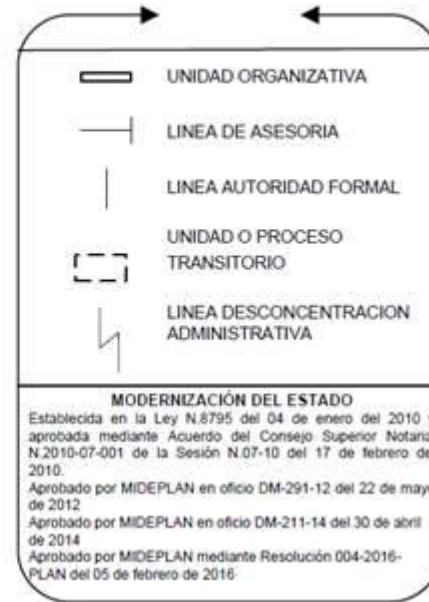 UNIDAD ORGANIZATIVA
LINEA DE ASESORIA
LINEA AUTORIDAD FORMAL
UNIDAD O PROCESO
TRANSITORIO
LINEA DESCONCENTRACION
ADMINISTRATIVA
MODERNIZACIÓN DEL ESTADO
Establecida en la Ley N.8795 del 04 de enero del 2010 y
aprobada mediante Acuerdo del Consejo Superior Notaria
N.2010-07-001 de la Sesión N.07-10 del 17 de febrero de
2010.
Aprobado por MIDEPLAN en oficio DM-291-12 del 22 de mayo
de 2012
Aprobado por MIDEPLAN en oficio DM-211-14 del 30 de abril
de 2014
Aprobado por MIDEPLAN mediante Resolución 004-2016-
PLAN del 05 de febrero de 2016